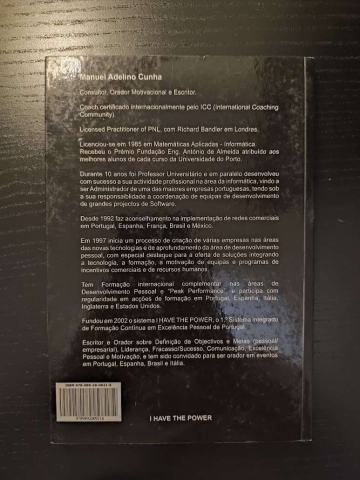 Manuel Adelino Cunha
Consultor, Orador Motivacional e Escritor.
Coach certificado internacionalmente pelo ICC (International Coaching
Community).
Licensed Practitioner of PNL, com Richard Bandler em Londres.
Licenciou-se em 1985 em Matemáticas Aplicadas - Informática.
Recebeu o Prémio Fundação Eng. António de Almeida atribuído aos
melhores alunos de cada curso da Universidade do Porto.
Durante 10 anos foi Professor Universitário e em paralelo desenvolveu
com sucesso a sua actividade profissional na área da informática, vindo a
ser Administrador de uma das maiores empresas portuguesas, tendo sob
a sua responsabilidade a coordenação de equipas de desenvolvimento
de grandes projectos de Software.
Desde 1992 faz aconselhamento na implementação de redes comerciais
em Portugal, Espanha, França, Brasil e México.
Em 1997 inicia um processo de criação de várias empresas nas áreas
das novas tecnologias e de aprofundamento da área de desenvolvimento
pessoal, com especial destaque para a oferta de soluções integrando
a tecnologia, a formação, a motivação de equipas e programas de
incentivos comerciais e de recursos humanos.
Tem Formação internacional complementar nas áreas de
Desenvolvimento Pessoal e "Peak Performance", e participa com
regularidade em acções de formação em Portugal, Espanha, Itália,
Inglaterra e Estados Unidos.
Fundou em 2002 o sistema I HAVE THE POWER, o 1.º Sistema Integrado
de Formação Contínua em Excelência Pessoal de Portugal.
Escritor e Orador sobre Definição de Objectivos e Metas (pessoal/
empresarial), Liderança, Fracasso/Sucesso, Comunicação, Excelência
Pessoal e Motivação, e tem sido convidado para ser orador em eventos
em Portugal, Espanha, Brasil e Itália.
I HAVE THE POWER